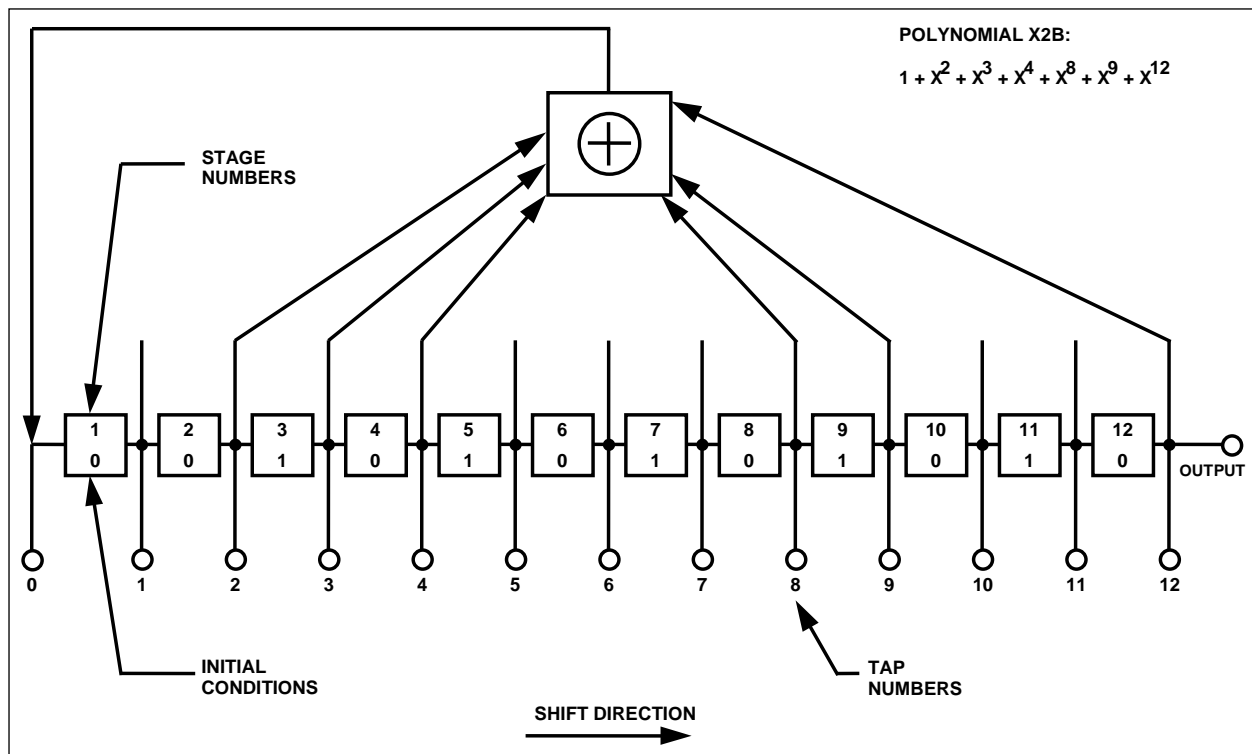 POLYNOMIAL X2B:
1 + X2 + X3 + X4 + X8 + X9 + X12
STAGE
NUMBERS
1 2 3 4 5 6 7 8 9 10 11 12
0 0 1 0 1 0 1 0 1 0 1 0
OUTPUT
0 1 2 3 4 5 6 7 8 9 10 11 12
INITIAL
CONDITIONS
TAP
NUMBERS
SHIFT DIRECTION